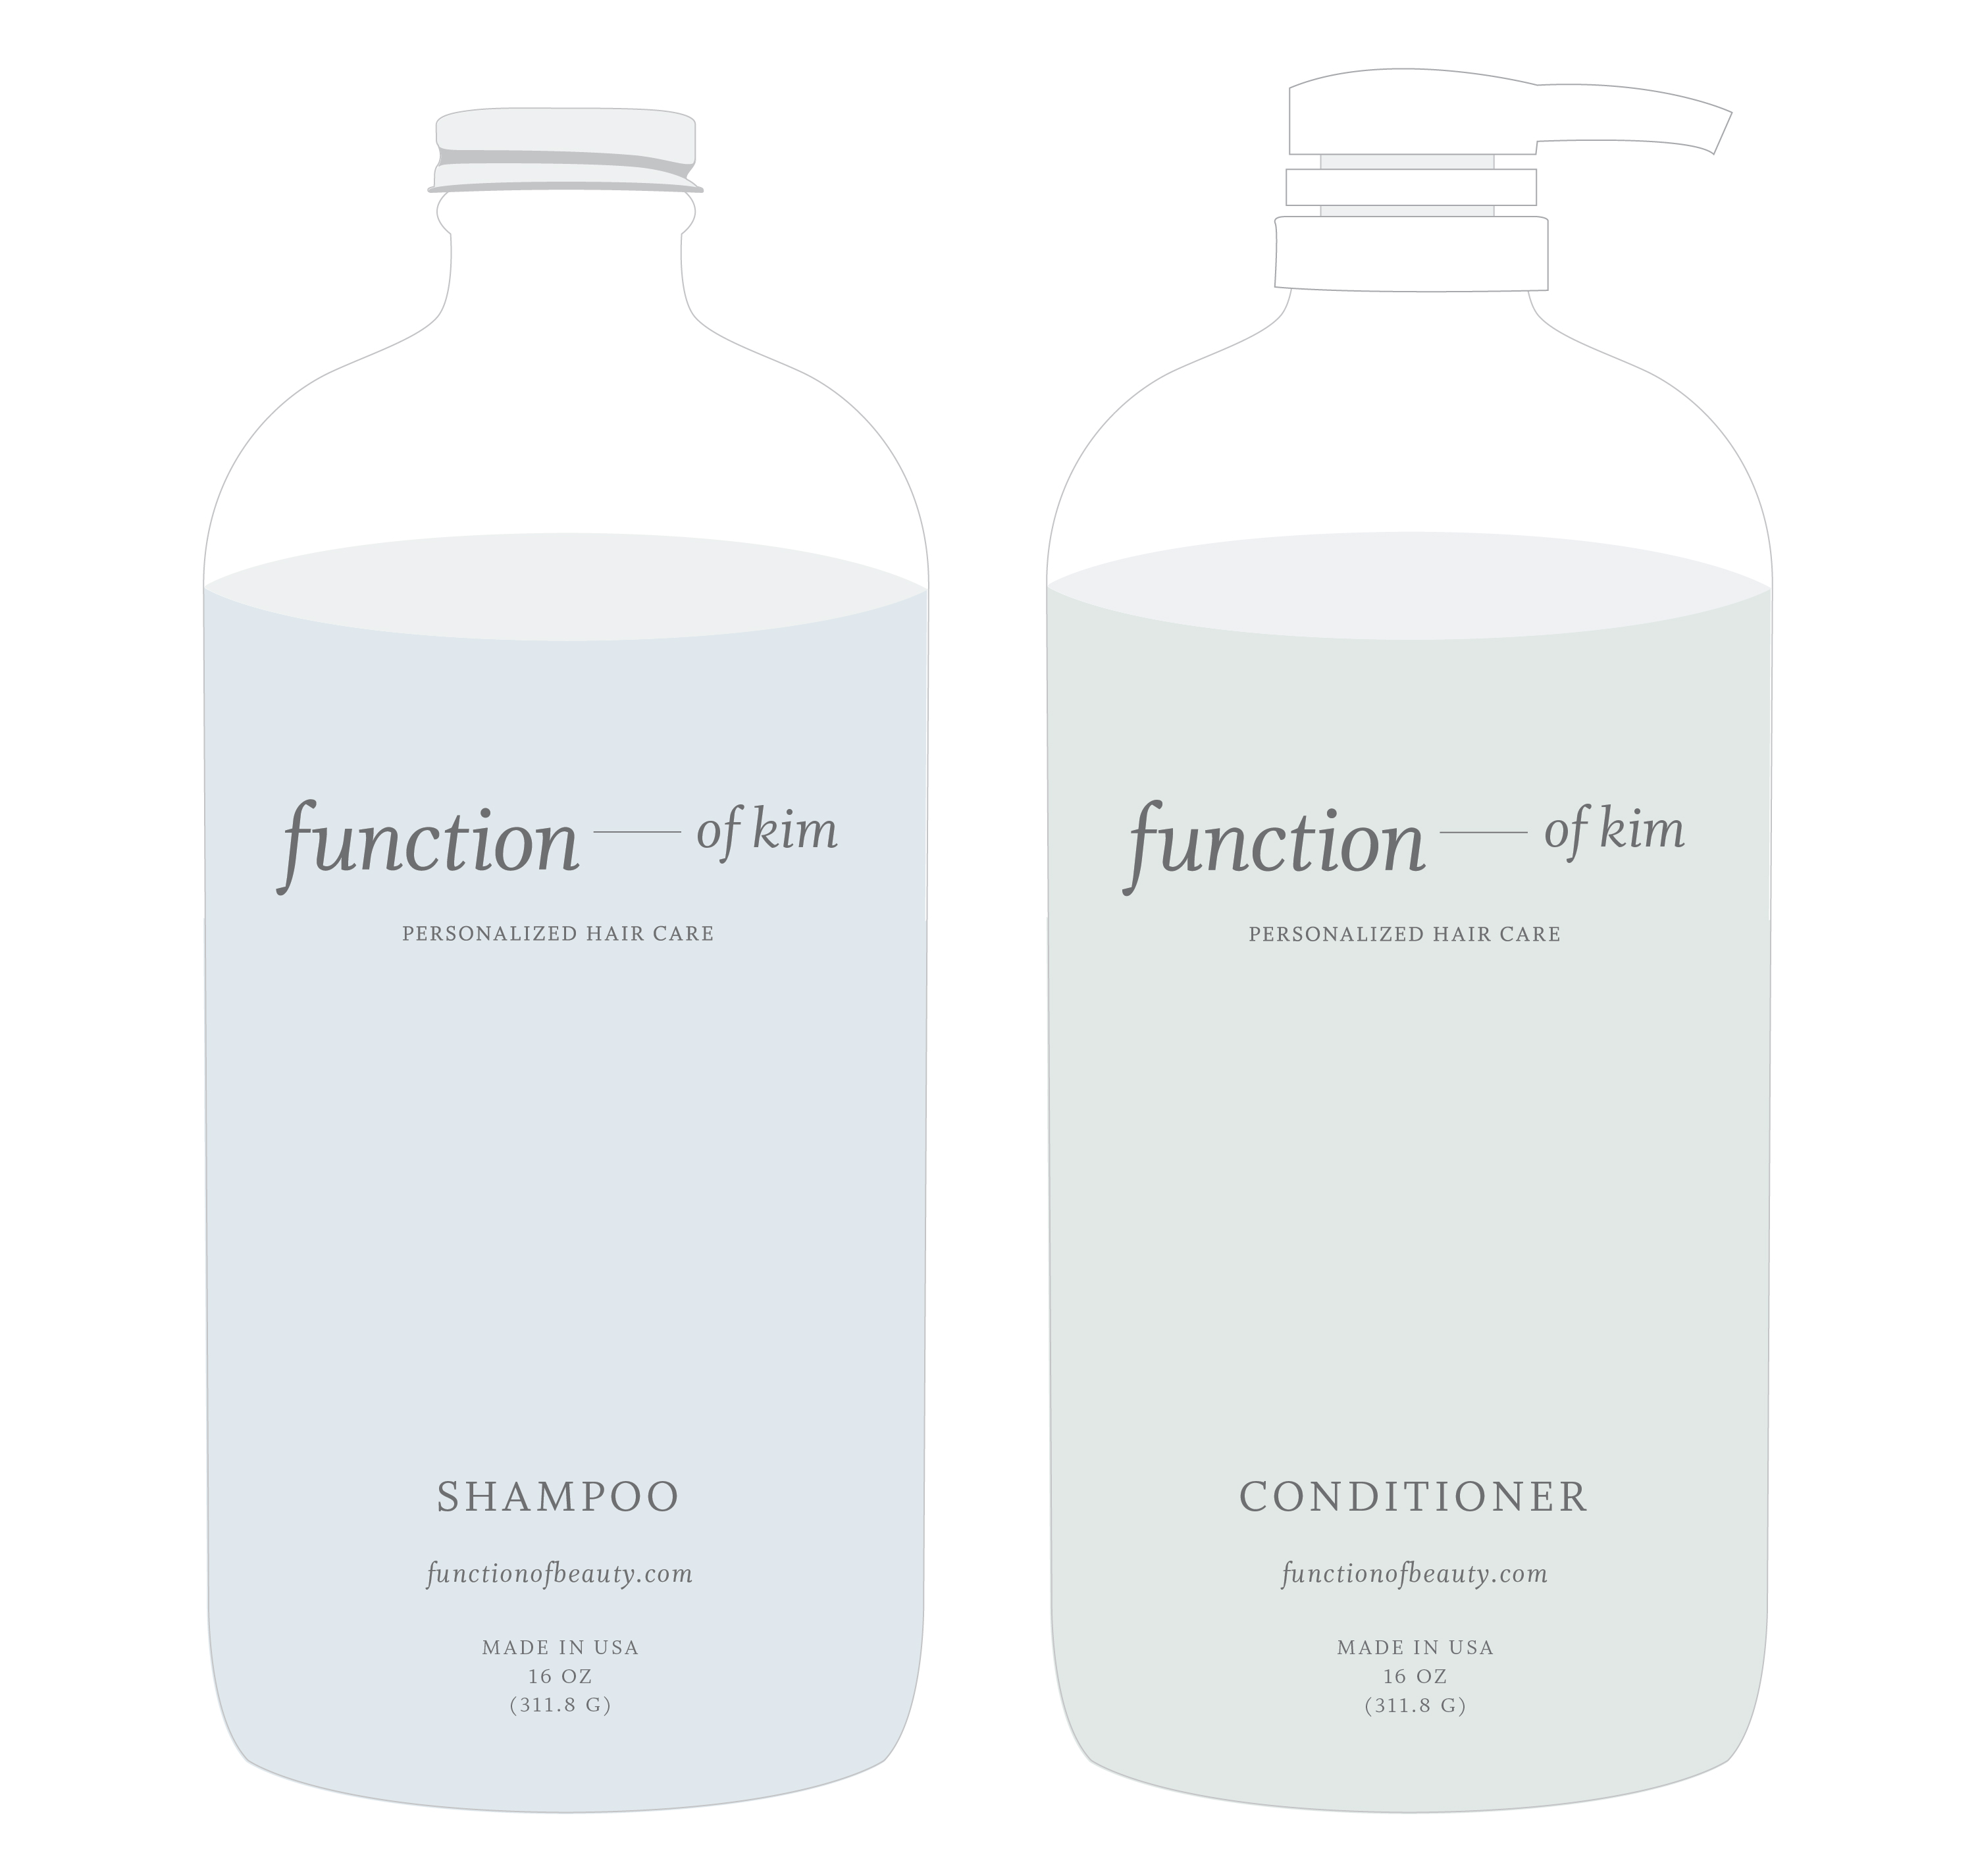 function — of kim
PERSONALIZED HAIR CARE
SHAMPOO
functionofbeauty.com
MADE IN USA
16 OZ
(311.8 G)
function — of kim
PERSONALIZED HAIR CARE
CONDITIONER
functionofbeauty.com
MADE IN USA
16 OZ
(311.8 G)